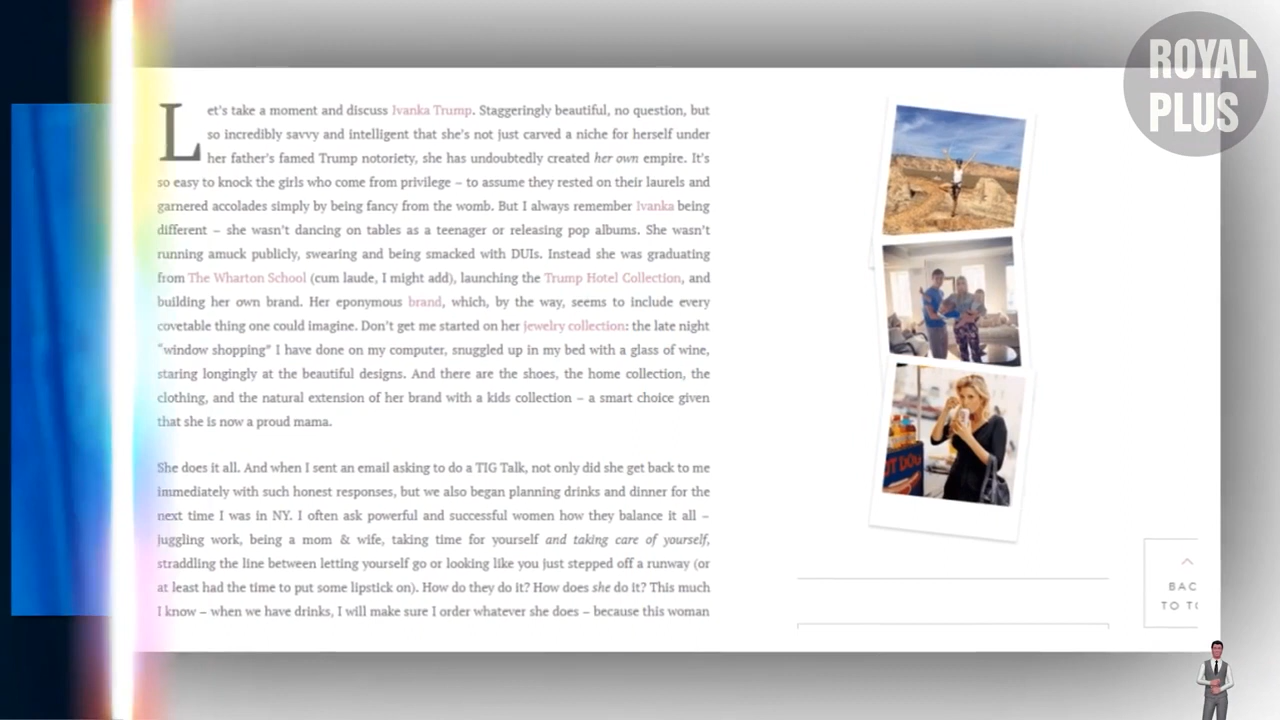 ROYAL
PLUS
Let's take a moment and discuss Ivanka Trump. Staggeringly beautiful, no question, but
so incredibly savvy and intelligent that she's not just carved a niche for herself under
her father's famed Trump notoriety, she has undoubtedly created her own empire. It's
so easy to knock the girls who come from privilege – to assume they rested on their laurels and
garnered accolades simply by being fancy from the womb. But I always remember Ivanka being
different – she wasn't dancing on tables as a teenager or releasing pop albums. She wasn't
running amuck publicly, swearing and being smacked with DUIs. Instead she was graduating
from The Wharton School (cum laude, I might add), launching the Trump Hotel Collection, and
building her own brand. Her eponymous brand, which, by the way, seems to include every
covetable thing one could imagine. Don't get me started on her jewelry collection: the late night
“window shopping” I have done on my computer, snuggled up in my bed with a glass of wine,
staring longingly at the beautiful designs. And there are the shoes, the home collection, the
clothing, and the natural extension of her brand with a kids collection – a smart choice given
that she is now a proud mama.
She does it all. And when I sent an email asking to do a TIG Talk, not only did she get back to me
immediately with such honest responses, but we also began planning drinks and dinner for the
next time I was in NY. I often ask powerful and successful women how they balance it all –
juggling work, being a mom & wife, taking time for yourself and taking care of yourself,
straddling the line between letting yourself go or looking like you just stepped off a runway (or
at least had the time to put some lipstick on). How do they do it? How does she do it? This much
I know – when we have drinks, I will make sure I order whatever she does – because this woman
OT DOG
BAC
TO TO